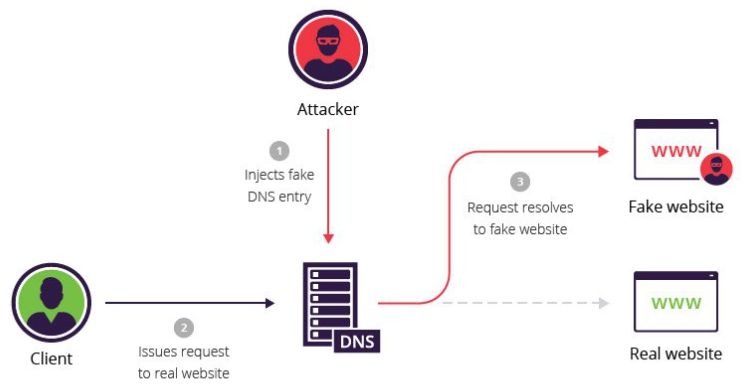 Attacker
1
Injects fake
DNS entry
www
3
Request resolves
to fake website
Fake website
Client
2
Issues request
to real website
DNS
www
Real website